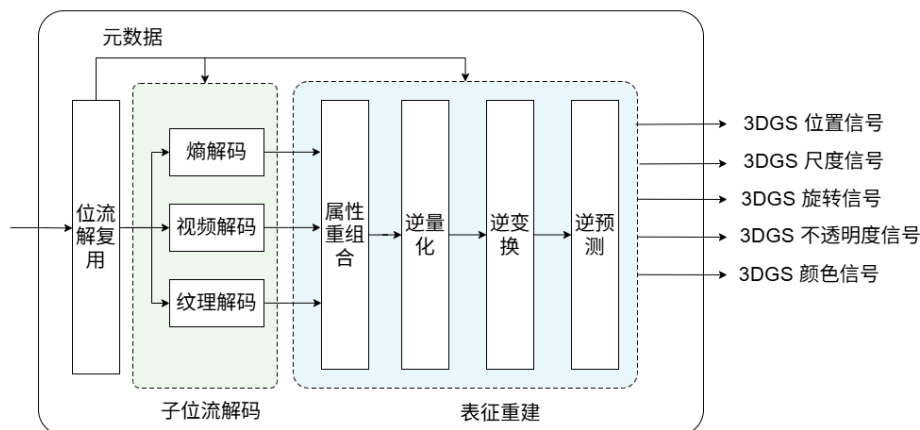 元数据
位流
解复
用
熵解码
视频解码
纹理解码
子位流解码
属性
重组
合
逆量
化
逆变
换
逆预
测
表征重建
3DGS 位置信号
3DGS 尺度信号
3DGS 旋转信号
3DGS 不透明度信号
3DGS 颜色信号